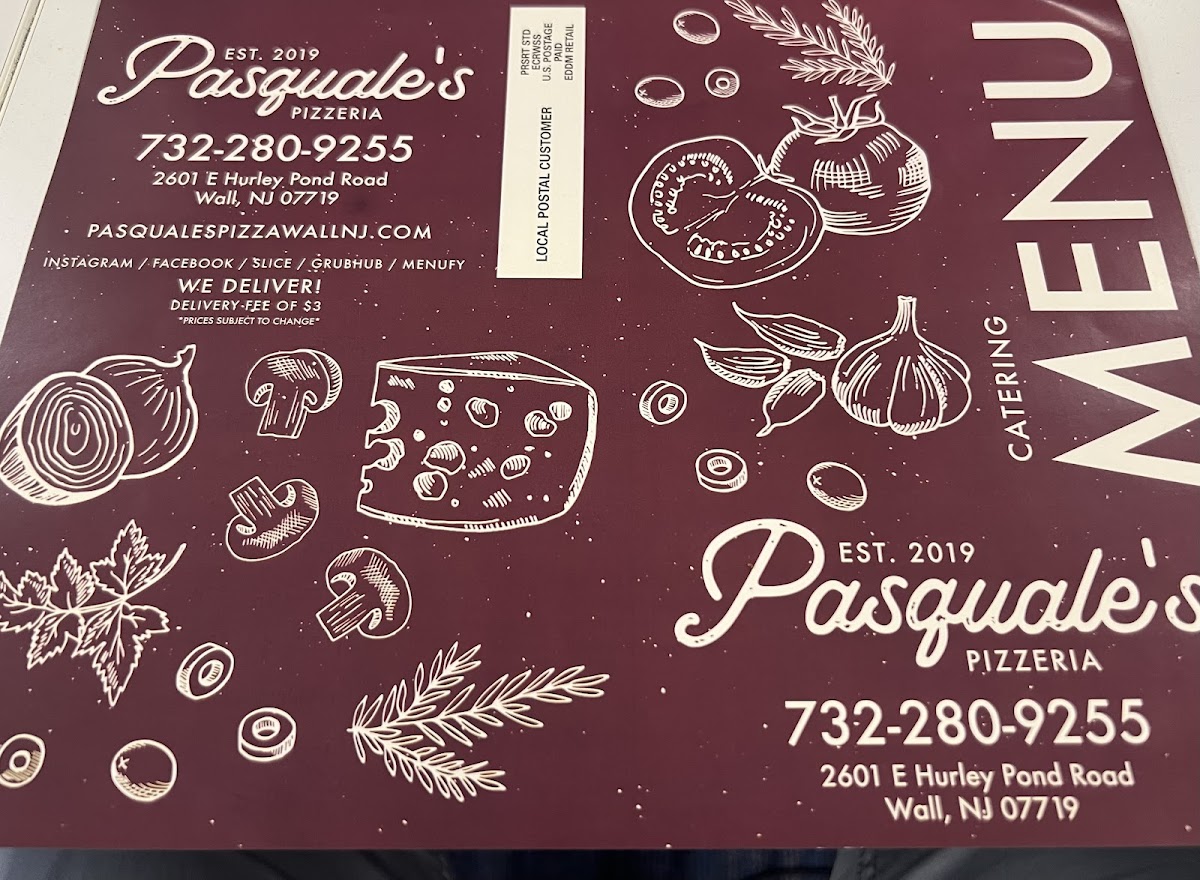 EST. 2019
Pasquale's
PIZZERIA
732-280-9255
2601 E Hurley Pond Road
Wall, NJ 07719
PASQUALESPIZZAWALLNJ.COM
INSTAGRAM / FACEBOOK / SLICE / GRUBHUB / MENUFY
WE DELIVER!
DELIVERY FEE OF $3
*PRICES SUBJECT TO CHANGE*
PRSRT STD
ECRWSS
U.S. POSTAGE
PAID
EDDM RETAIL
LOCAL POSTAL CUSTOMER
CATERING
MENU
EST. 2019
Pasquale's
PIZZERIA
732-280-9255
2601 E Hurley Pond Road
Wall, NJ 07719